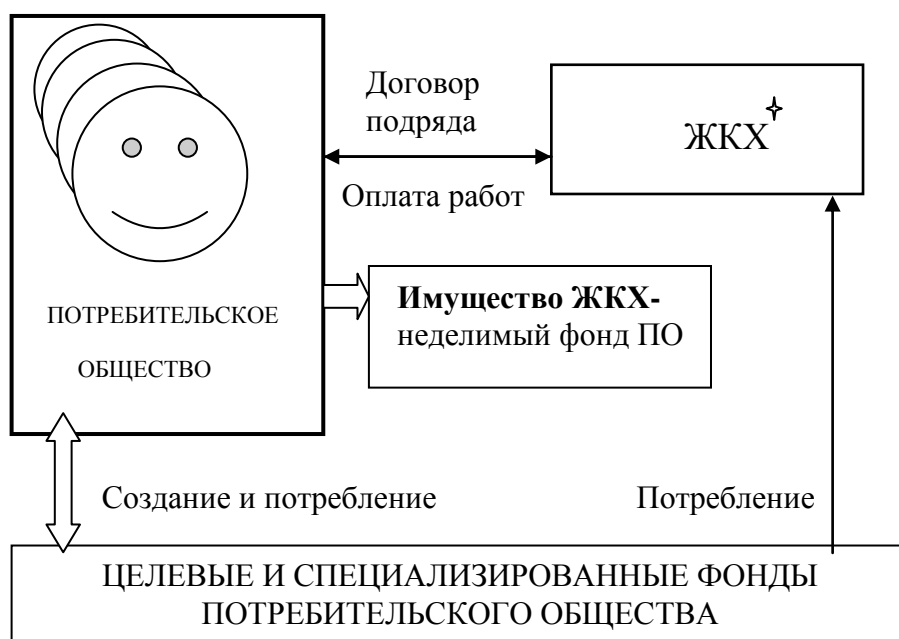 Договор
подряда
ЖКХ
Оплата работ
Имущество ЖКХ-
неделимый фонд ПО
ПОТРЕБИТЕЛЬСКОЕ
ОБЩЕСТВО
Создание и потребление
Потребление
ЦЕЛЕВЫЕ И СПЕЦИАЛИЗИРОВАННЫЕ ФОНДЫ
ПОТРЕБИТЕЛЬСКОГО ОБЩЕСТВА